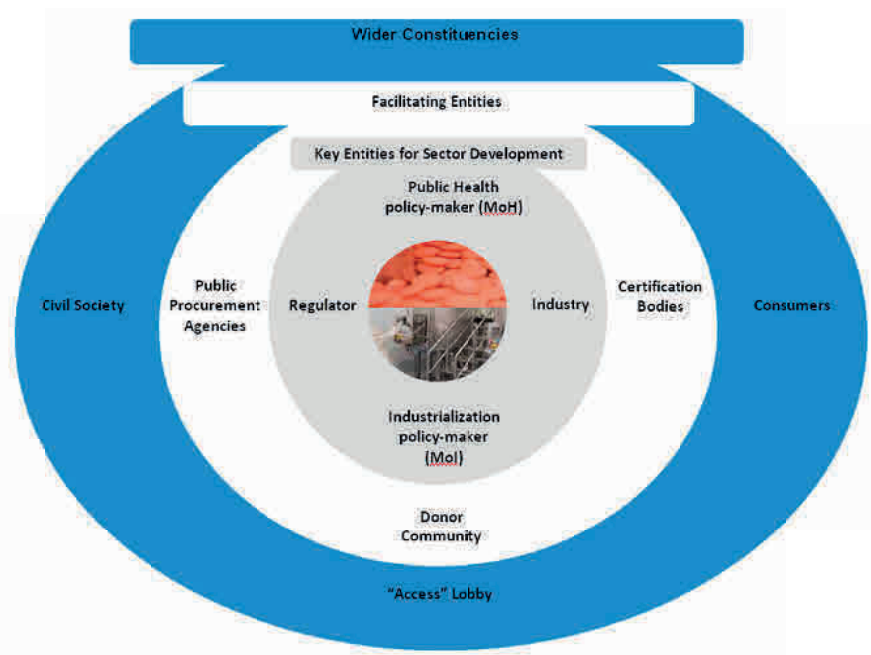 Wider Constituencies
Facilitating Entities
Key Entities for Sector Development
Public Health
policy-maker (MoH)
Civil Society
Public
Procurement
Agencies
Regulator
Industry
Certification
Bodies
Consumers
Industrialization
policy-maker
(MoI)
Donor
Community
“Access” Lobby